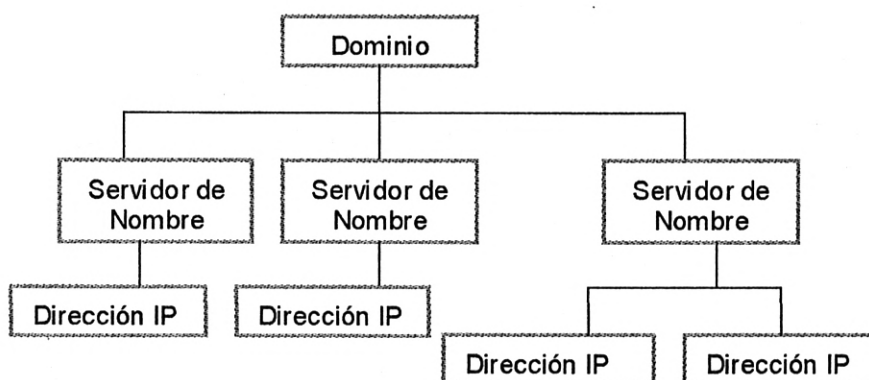 Dominio
Servidor de
Nombre
Servidor de
Nombre
Servidor de
Nombre
Dirección IP
Dirección IP
Dirección IP
Dirección IP